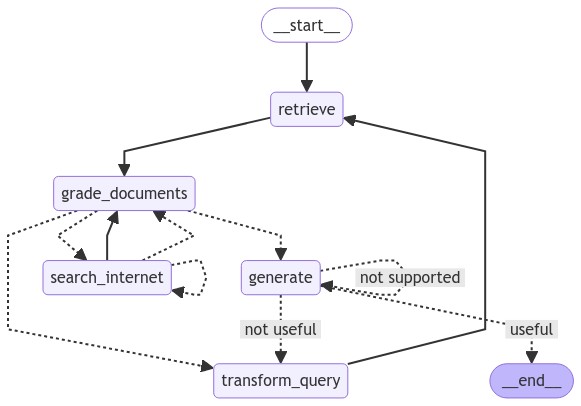 __start__
retrieve
grade_documents
search_internet
generate
not supported
not useful
useful
transform_query
__end__